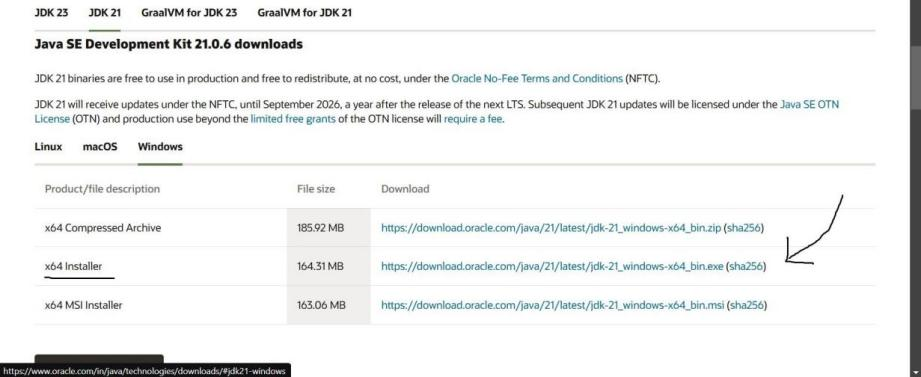 JDK 23 JDK 21 GraalVM for JDK 23 GraalVM for JDK 21
Java SE Development Kit 21.0.6 downloads
JDK 21 binaries are free to use in production and free to redistribute, at no cost, under the Oracle No-Fee Terms and Conditions (NFTC).
JDK 21 will receive updates under the NFTC, until September 2026, a year after the release of the next LTS. Subsequent JDK 21 updates will be licensed under the Java SE OTN
License (OTN) and production use beyond the limited free grants of the OTN license will require a fee.
Linux macOS Windows
Product/file description File size Download
x64 Compressed Archive 185.92 MB https://download.oracle.com/java/21/latest/jdk-21_windows-x64_bin.zip (sha256)
x64 Installer 164.31 MB https://download.oracle.com/java/21/latest/jdk-21_windows-x64_bin.exe (sha256)
x64 MSI Installer 163.06 MB https://download.oracle.com/java/21/latest/jdk-21_windows-x64_bin.msi (sha256)
https://www.oracle.com/in/java/technologies/downloads/#jdk21-windows